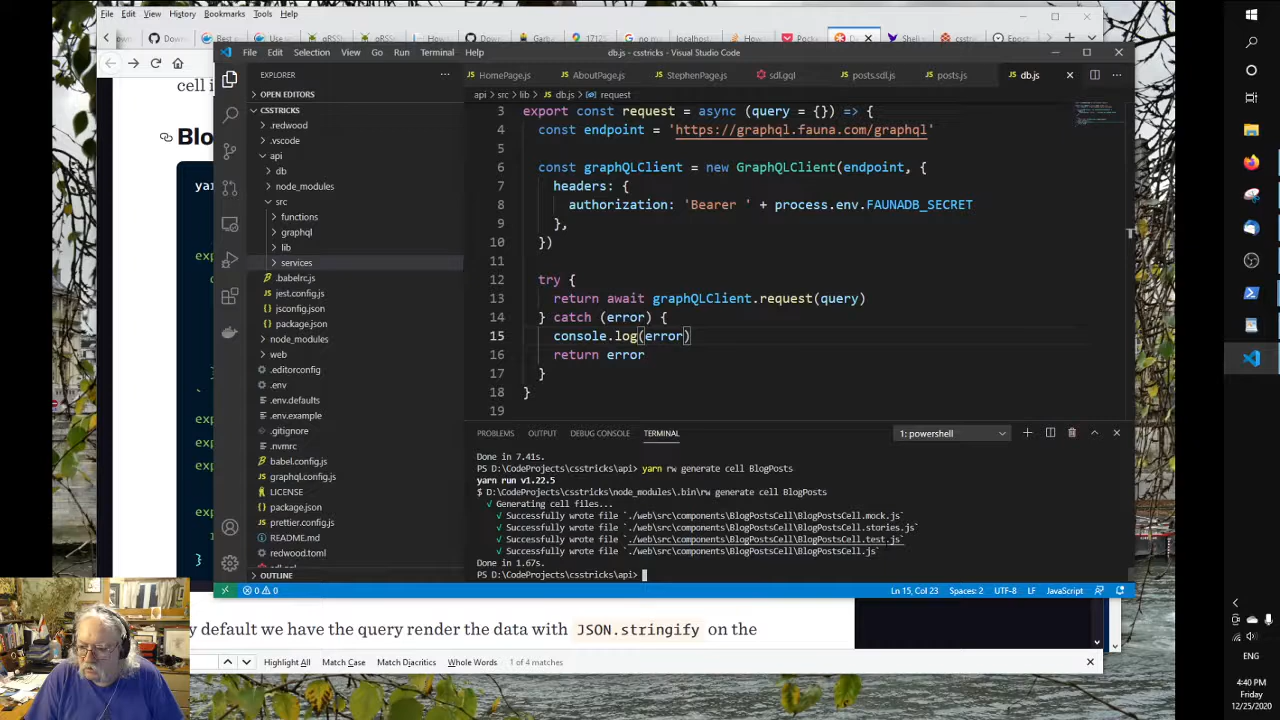 File Edit View History Bookmarks Tools Help
cell i
Blo
yar
File Edit Selection View Go Run Terminal Help
db.js - csstricks - Visual Studio Code
EXPLORER
OPEN EDITORS
CSSTRICKS
.redwood
.vscode
api
db
node_modules
src
functions
graphql
lib
services
.babelrc.js
jest.config.js
jsconfig.json
package.json
node_modules
web
.editorconfig
.env
.env.defaults
.env.example
.gitignore
.nvmrc
babel.config.js
graphql.config.js
LICENSE
package.json
prettier.config.js
README.md
redwood.toml
OUTLINE
HomePage.js AboutPage.js StephenPage.js sdl.gql posts.sdl.js posts.js db.js
api > src > lib > db.js > request
3 export const request = async (query = {}) => {
4 const endpoint = 'https://graphql.fauna.com/graphql'
5
6 const graphQLClient = new GraphQLClient(endpoint, {
7 headers: {
8 authorization: 'Bearer ' + process.env.FAUNADB_SECRET
9 },
10 })
11
12 try {
13 return await graphQLClient.request(query)
14 } catch (error) {
15 console.log(error)
16 return error
17 }
18 }
19
PROBLEMS OUTPUT DEBUG CONSOLE TERMINAL 1: powershell
Done in 7.41s.
PS D:\CodeProjects\csstricks\api> yarn rw generate cell BlogPosts
yarn run v1.22.5
$ D:\CodeProjects\csstricks\node_modules\.bin\rw generate cell BlogPosts
√ Generating cell files...
√ Successfully wrote file `./web\src\components\BlogPostsCell\BlogPostsCell.mock.js`
√ Successfully wrote file `./web\src\components\BlogPostsCell\BlogPostsCell.stories.js`
√ Successfully wrote file `./web\src\components\BlogPostsCell\BlogPostsCell.test.js`
√ Successfully wrote file `./web\src\components\BlogPostsCell\BlogPostsCell.js`
Done in 1.67s.
PS D:\CodeProjects\csstricks\api>
0 0 Ln 15, Col 23 Spaces: 2 UTF-8 LF JavaScript
y default we have the query render the data with JSON.stringify on the
Highlight All Match Case Match Diacritics Whole Words 1 of 4 matches
ENG
4:40 PM
Friday
12/25/2020